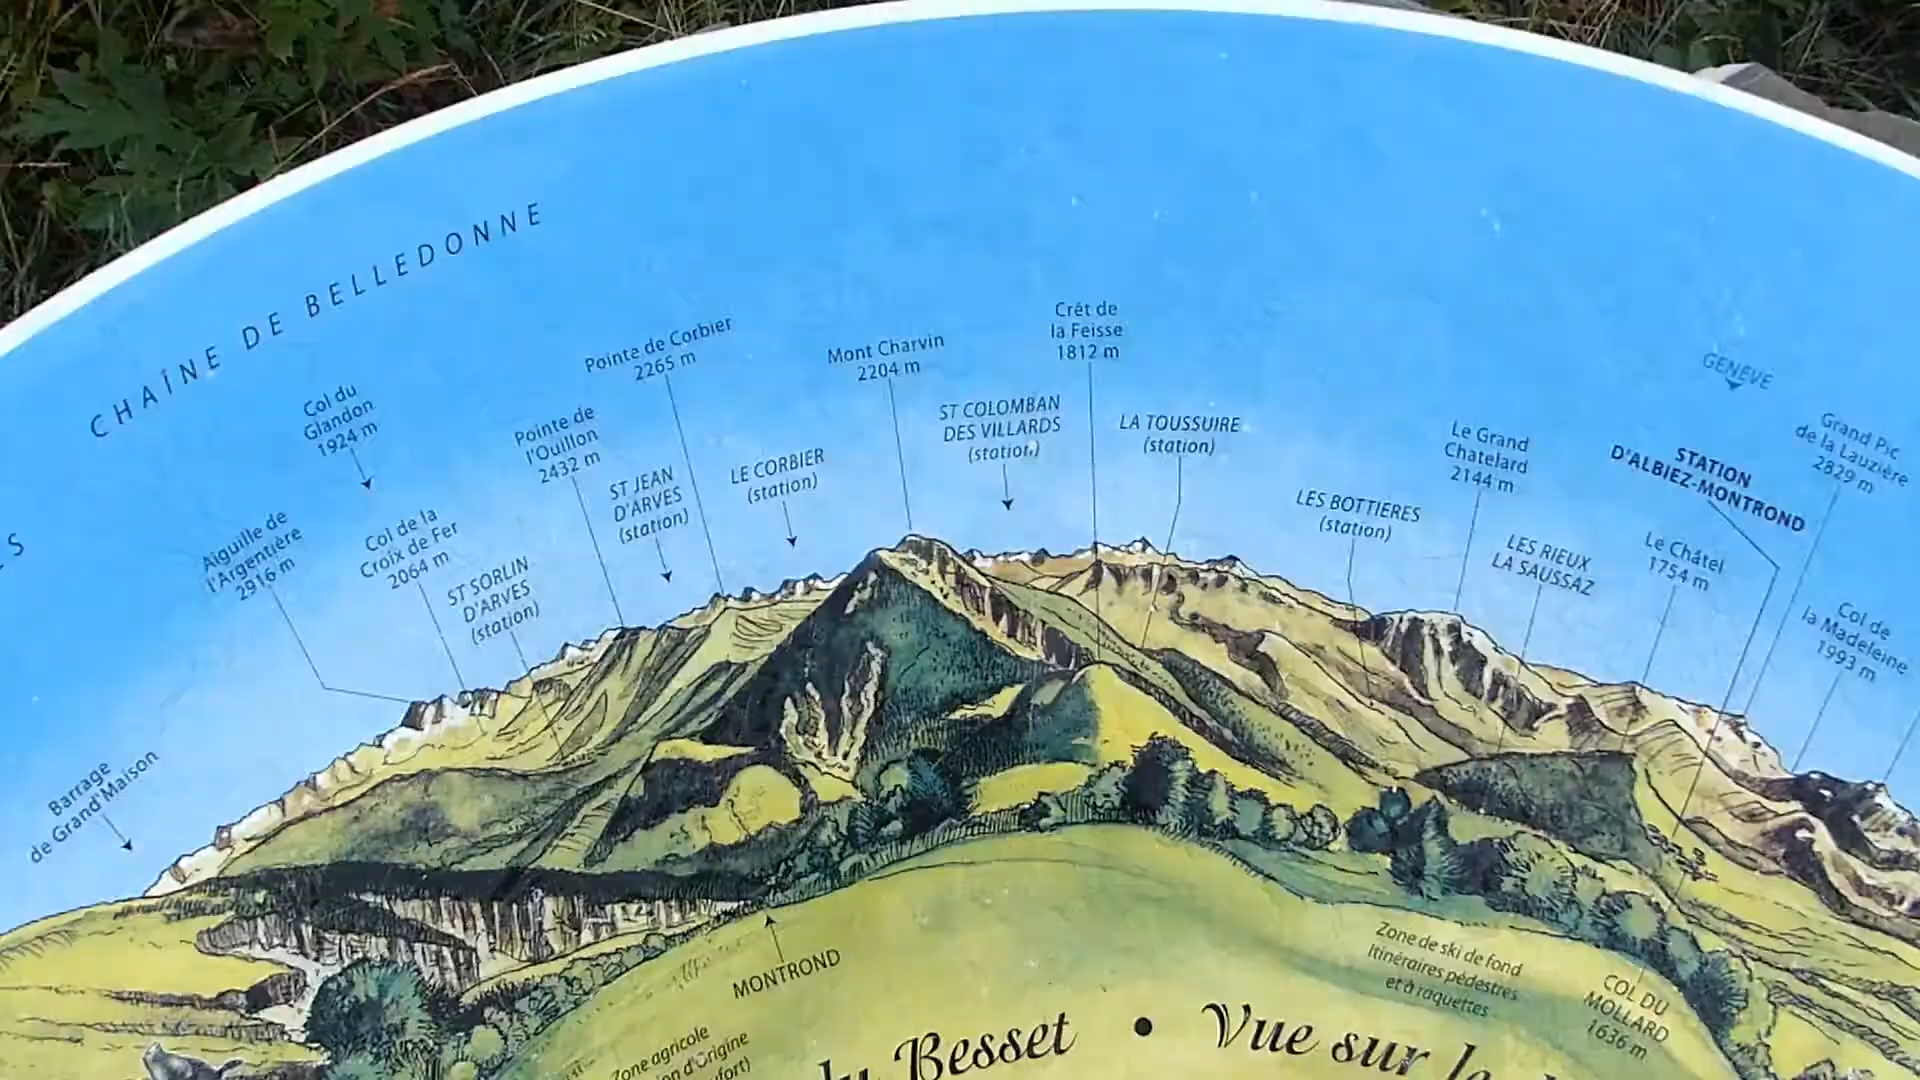 CHAÎNE DE BELLEDONNE
Barrage
de Grand'Maison
Aiguille de
l'Argentière
2916 m
Col du
Glandon
1924 m
Col de la
Croix de Fer
2064 m
ST SORLIN
D'ARVES
(station)
Pointe de
l'Ouillon
2432 m
ST JEAN
D'ARVES
(station)
Pointe de Corbier
2265 m
LE CORBIER
(station)
Mont Charvin
2204 m
ST COLOMBAN
DES VILLARDS
(station)
Crêt de
la Feisse
1812 m
LA TOUSSUIRE
(station)
LES BOTTIERES
(station)
Le Grand
Chatelard
2144 m
LES RIEUX
LA SAUSSAZ
Le Châtel
1754 m
STATION
D'ALBIEZ-MONTROND
GENEVE
Grand Pic
de la Lauzière
2829 m
Col de
la Madeleine
1993 m
MONTROND
Zone de ski de fond
Itinéraires pédestres
et à raquettes
COL DU
MOLLARD
1636 m
Zone agricole
d'Origine
du Besset • Vue sur le